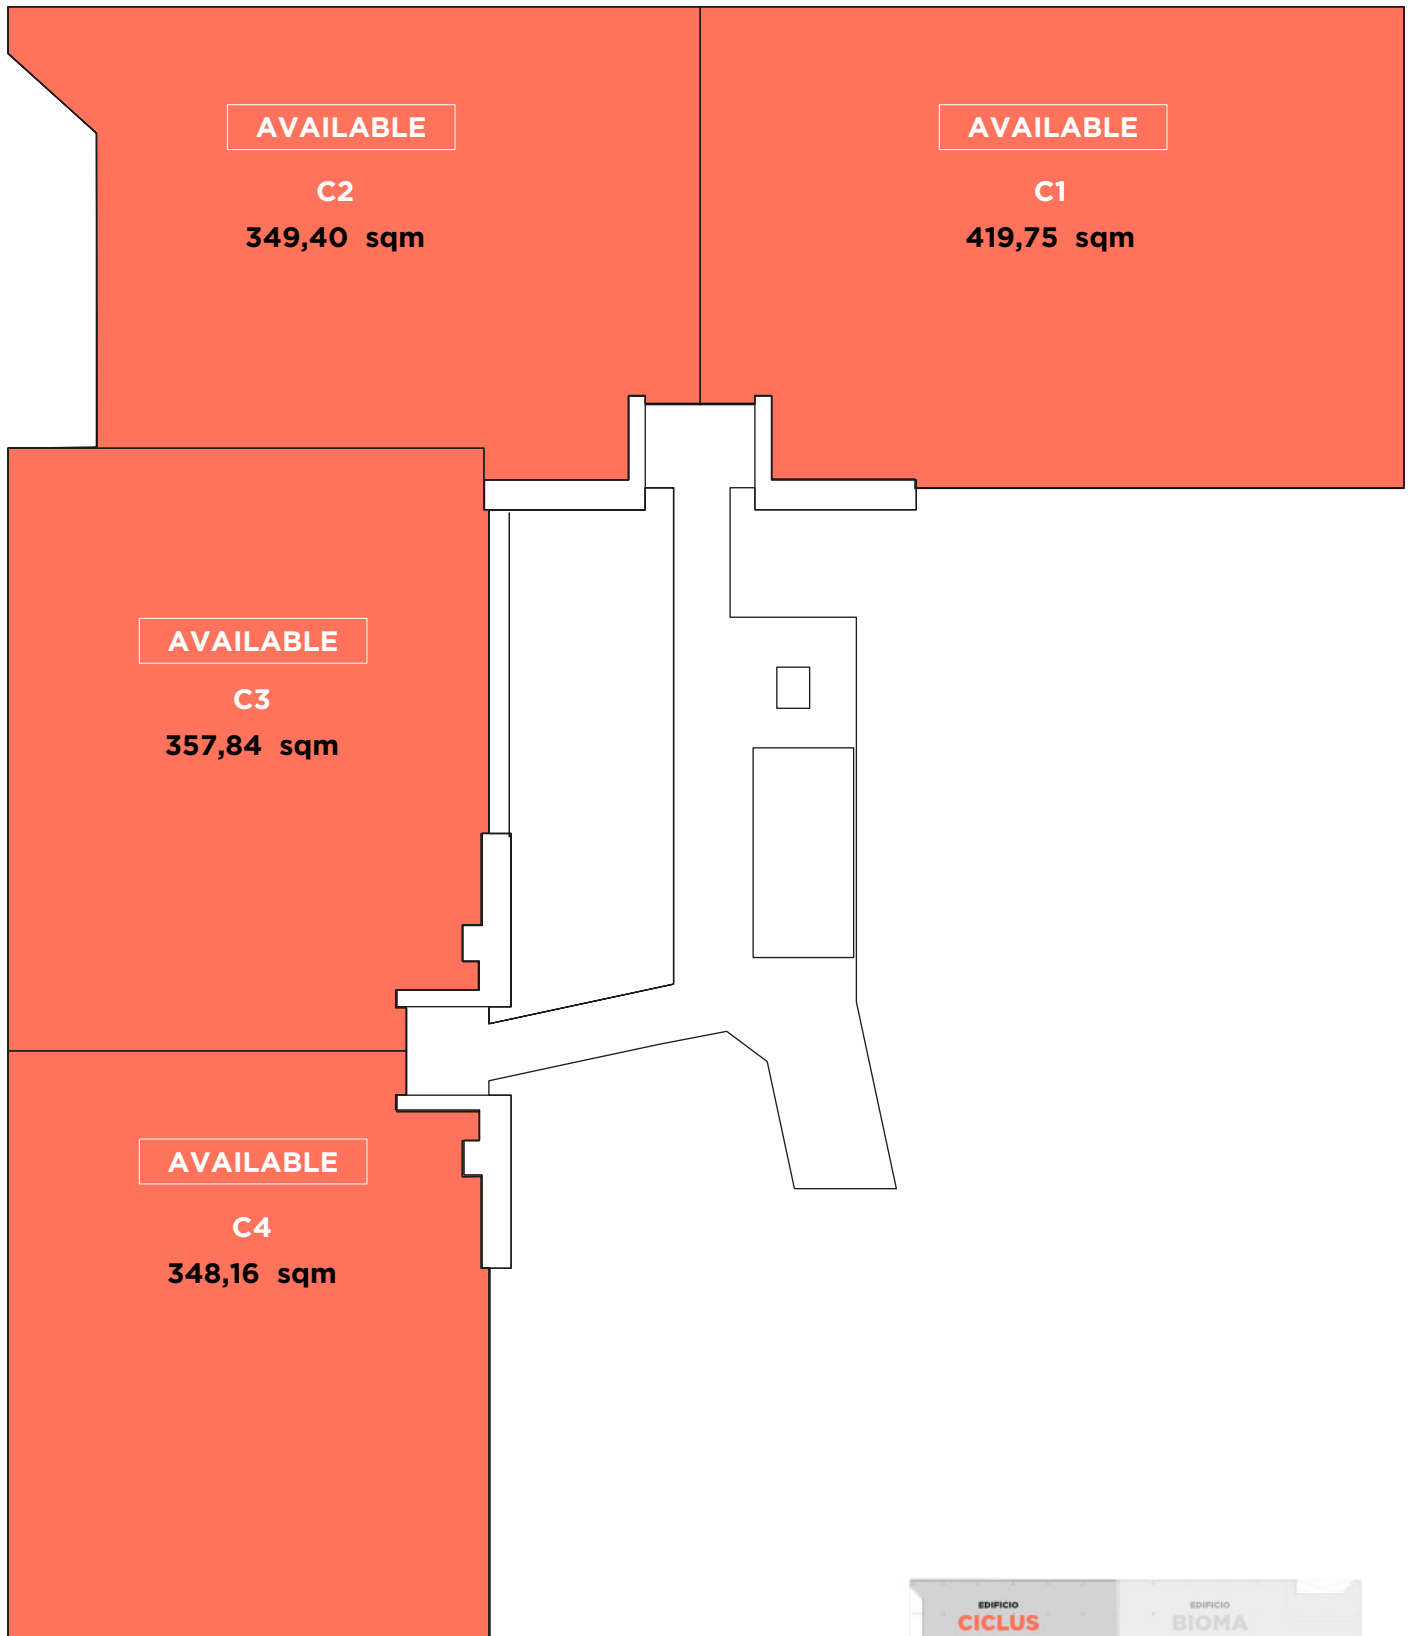 AVAILABLE
C2
349,40 sqm
AVAILABLE
C1
419,75 sqm
AVAILABLE
C3
357,84 sqm
AVAILABLE
C4
348,16 sqm
EDIFICIO
CICLUS
EDIFICIO
BIOMA